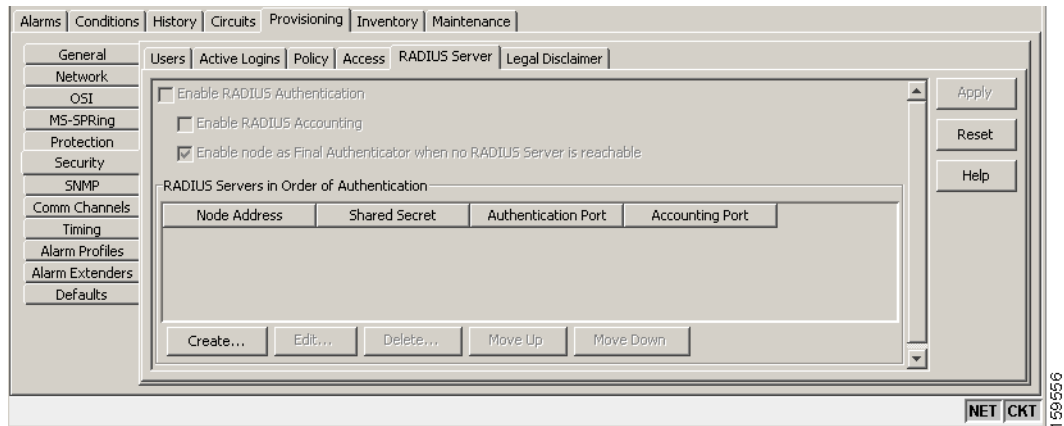 Alarms Conditions History Circuits Provisioning Inventory Maintenance
General
Network
OSI
MS-SPRing
Protection
Security
SNMP
Comm Channels
Timing
Alarm Profiles
Alarm Extenders
Defaults
Users Active Logins Policy Access RADIUS Server Legal Disclaimer
Enable RADIUS Authentication
Enable RADIUS Accounting
Enable node as Final Authenticator when no RADIUS Server is reachable
RADIUS Servers in Order of Authentication
Node Address Shared Secret Authentication Port Accounting Port
Create... Edit... Delete... Move Up Move Down
Apply
Reset
Help
NET CKT
159556